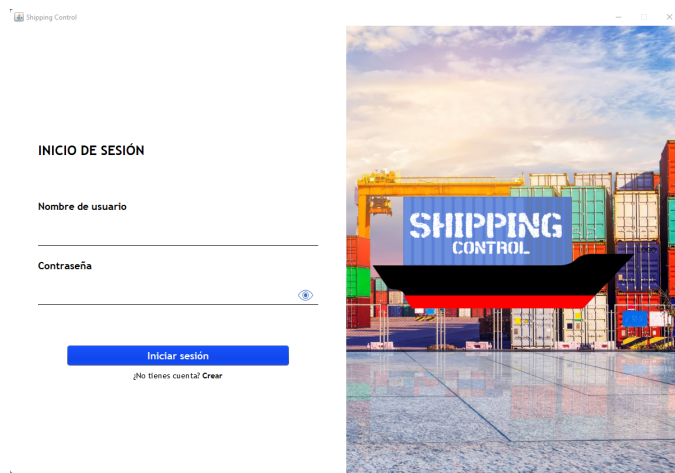 Shipping Control
INICIO DE SESIÓN
Nombre de usuario
Contraseña
Iniciar sesión
¿No tienes cuenta? Crear
SHIPPING
CONTROL